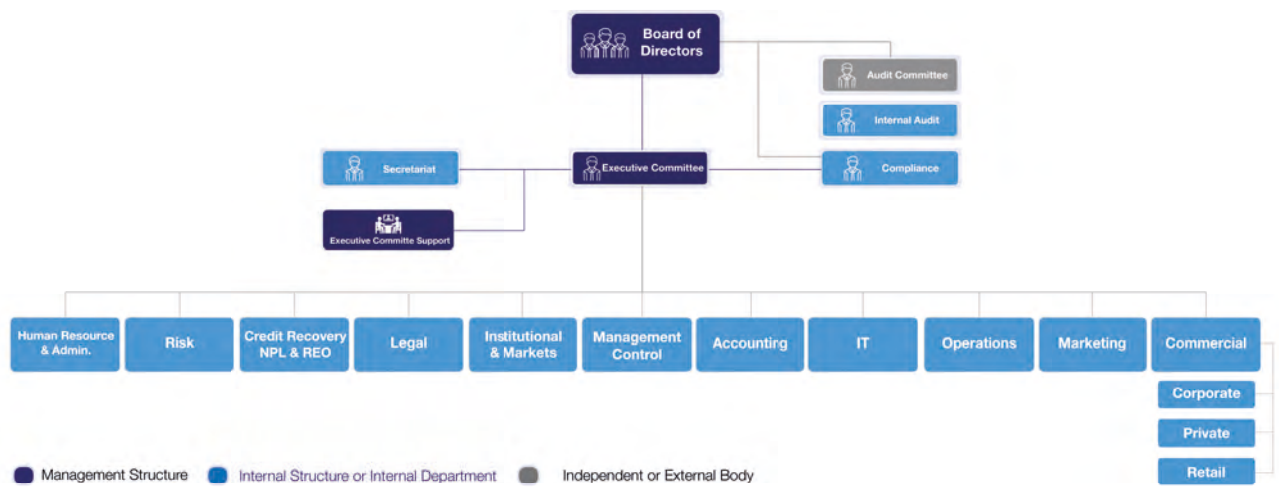 Board of
Directors
Audit Committee
Internal Audit
Secretariat
Executive Committee
Compliance
Executive Committe Support
Human Resource
& Admin.
Risk
Credit Recovery
NPL & REO
Legal
Institutional
& Markets
Management
Control
Accounting
IT
Operations
Marketing
Commercial
Corporate
Private
Retail
Management Structure
Internal Structure or Internal Department
Independent or External Body